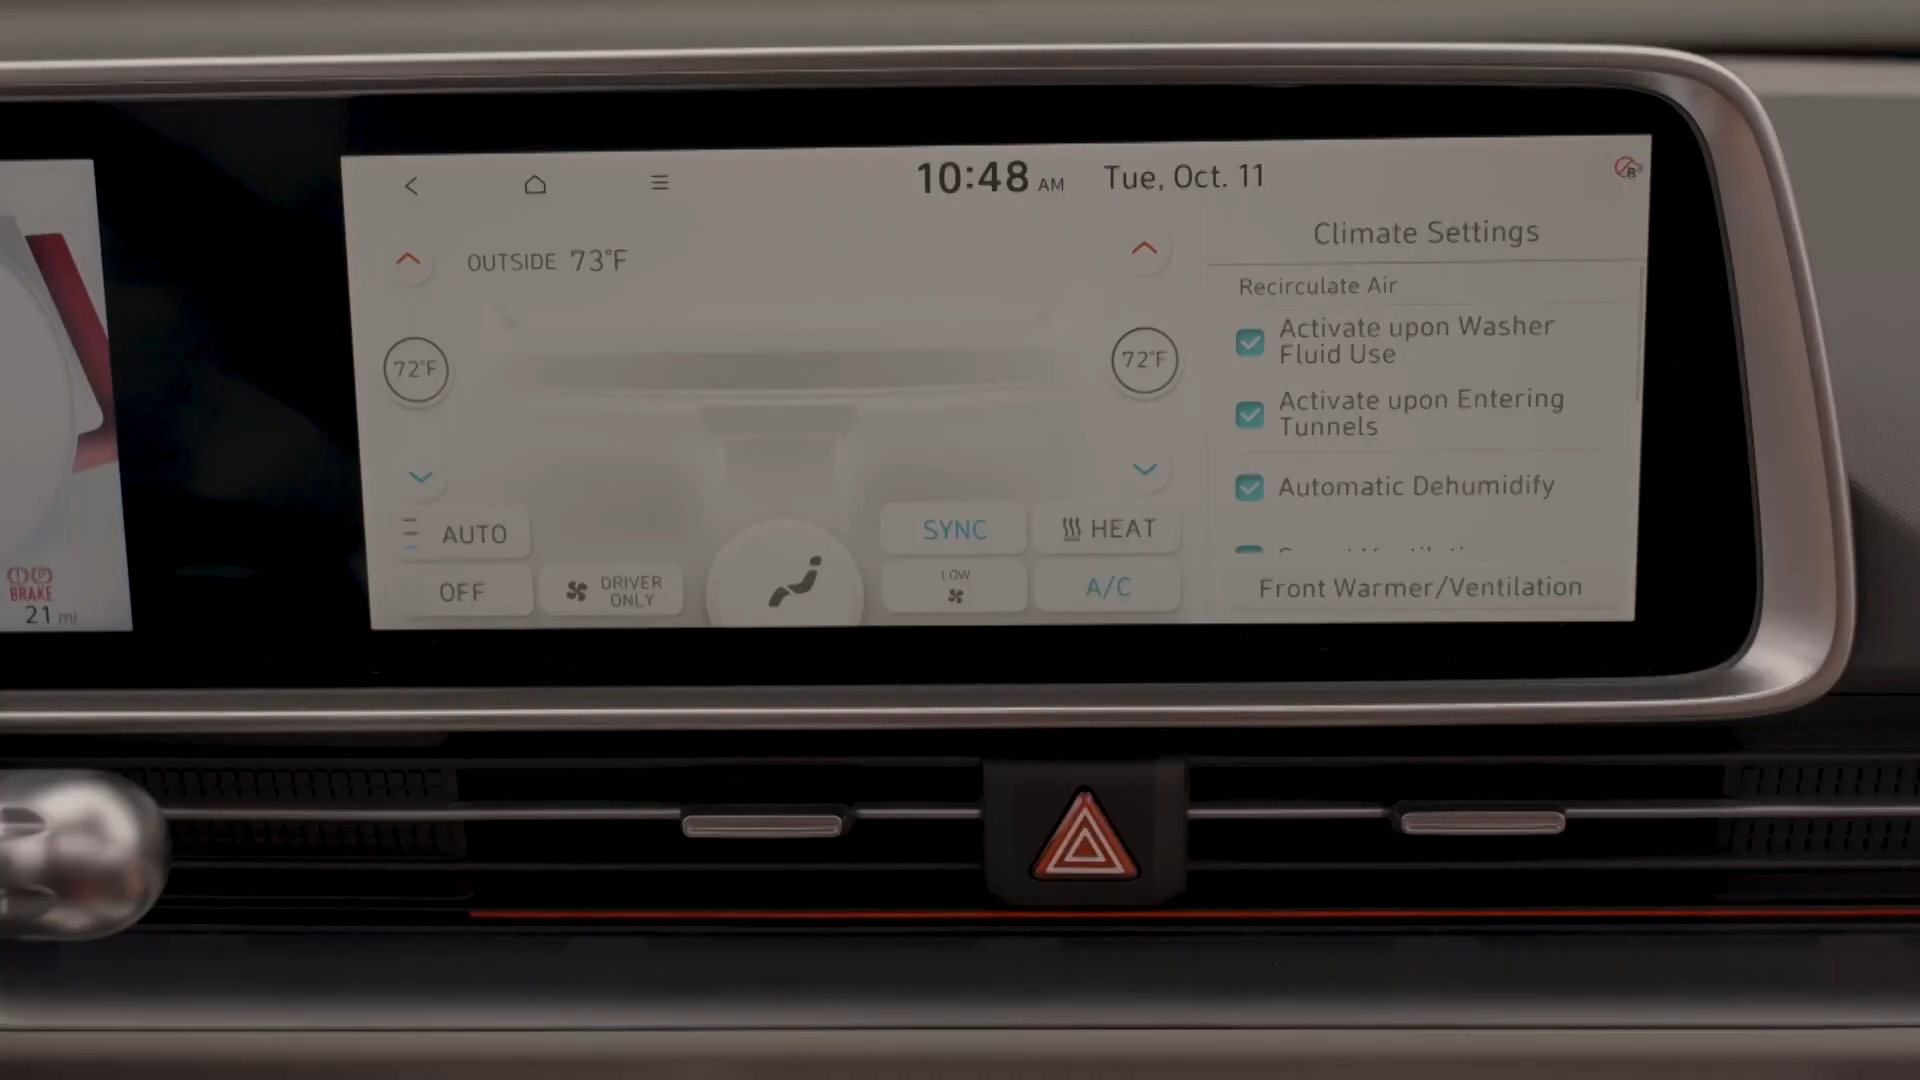 10:48 AM Tue, Oct. 11
OUTSIDE 73°F
72°F
72°F
AUTO
OFF
DRIVER
ONLY
SYNC
HEAT
LOW
A/C
Climate Settings
Recirculate Air
Activate upon Washer
Fluid Use
Activate upon Entering
Tunnels
Automatic Dehumidify
Front Warmer/Ventilation
BRAKE
21 mi